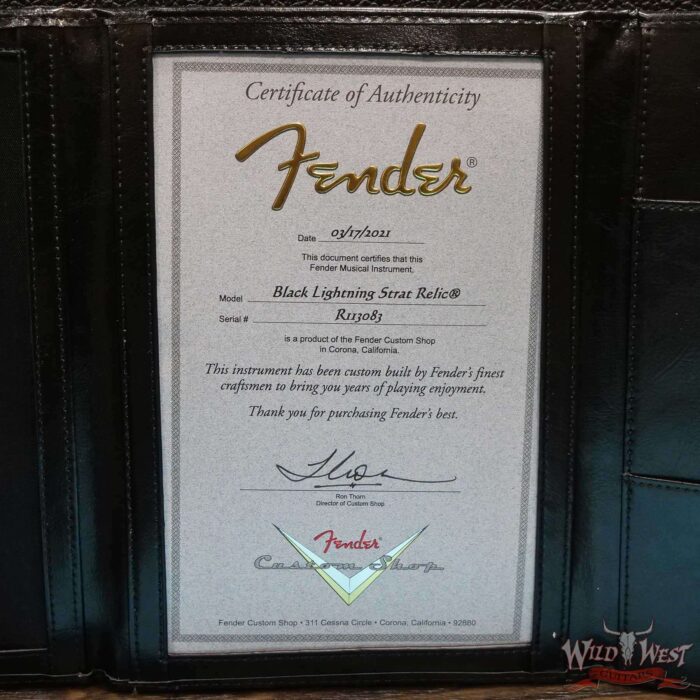 Certificate of Authenticity
Fender®
Date 03/17/2021
This document certifies that this
Fender Musical Instrument,
Model Black Lightning Strat Relic®
Serial # R113083
is a product of the Fender Custom Shop
in Corona, California.
This instrument has been custom built by Fender's finest
craftsmen to bring you years of playing enjoyment.
Thank you for purchasing Fender's best.
Ron Thorn
Director of Custom Shop
Fender®
Custom Shop
Fender Custom Shop • 311 Cessna Circle • Corona, California • 92880
WILD WEST
GUITARS